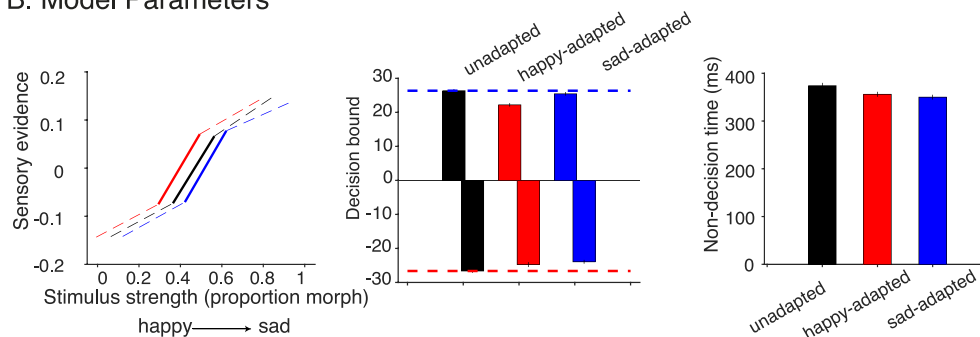 B. Model Parameters
Sensory evidence
0.2
0.1
0
-0.1
-0.2
0 0.2 0.4 0.6 0.8 1
Stimulus strength (proportion morph)
happy sad
Decision bound
30
20
10
0
-10
-20
-30
unadapted
happy-adapted
sad-adapted
Non-decision time (ms)
400
300
200
100
0
unadapted
happy-adapted
sad-adapted